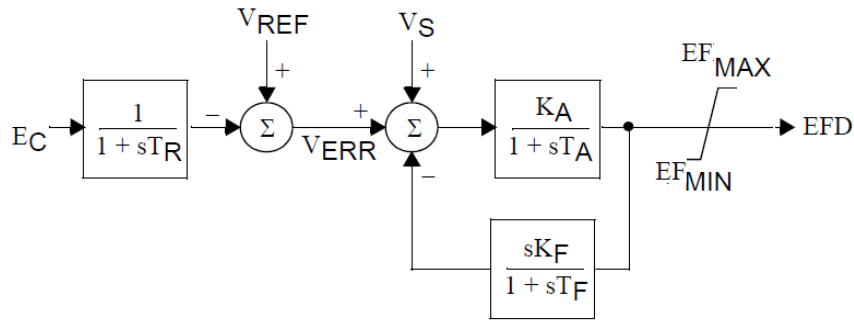 V_REF
V_S
+
+
EF_MAX
1
1 + sT_R
−
Σ
+
Σ
K_A
1 + sT_A
E_C
V_ERR
EFD
−
EF_MIN
sK_F
1 + sT_F